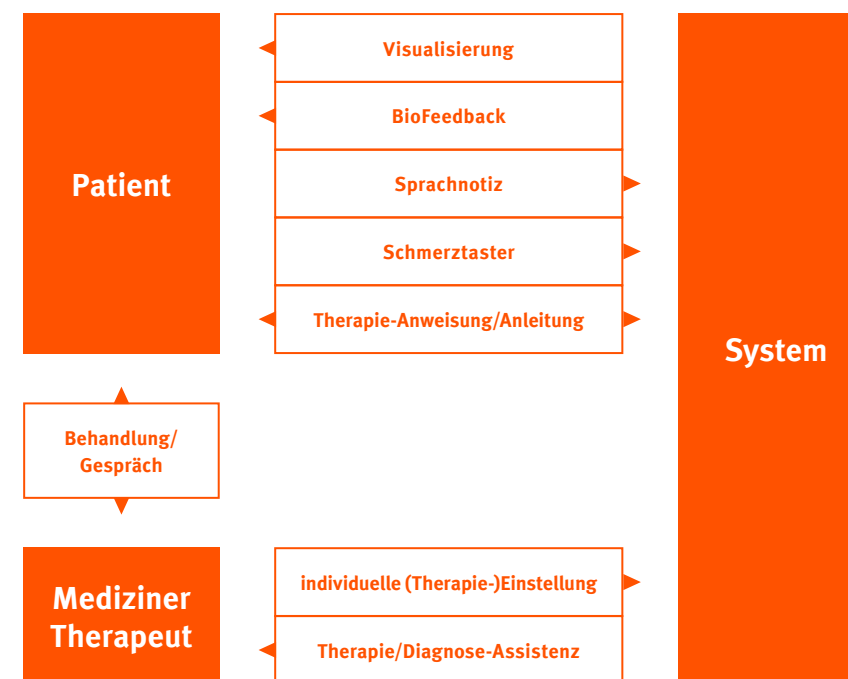 Patient
Visualisierung
BioFeedback
Sprachnotiz
Schmerztaster
Therapie-Anweisung/Anleitung
System
Behandlung/
Gespräch
Mediziner
Therapeut
individuelle (Therapie-)Einstellung
Therapie/Diagnose-Assistenz